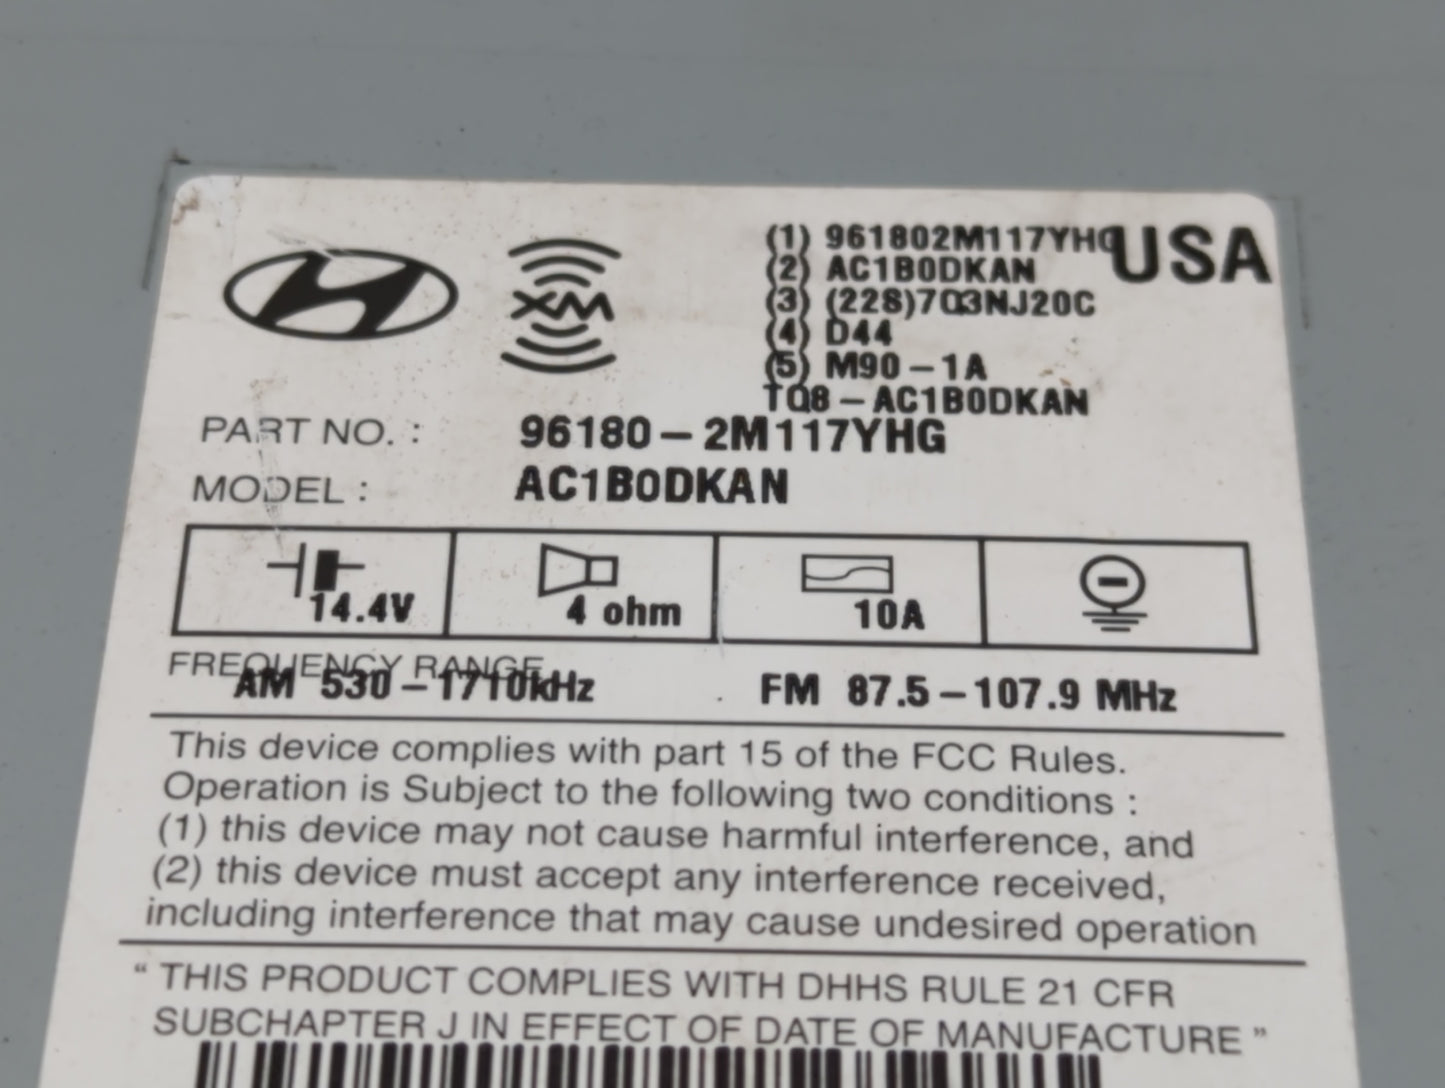 XM
(1) 961802M117YHG USA
(2) AC1B0DKAN
(3) (22S)7Q3NJ20C
(4) D44
(5) M90-1A
TQ8-AC1B0DKAN
PART NO. : 96180-2M117YHG
MODEL : AC1B0DKAN
14.4V 4 ohm 10A
FREQUENCY RANGE
AM 530-1710kHz FM 87.5-107.9 MHz
This device complies with part 15 of the FCC Rules.
Operation is Subject to the following two conditions :
(1) this device may not cause harmful interference, and
(2) this device must accept any interference received,
including interference that may cause undesired operation
“ THIS PRODUCT COMPLIES WITH DHHS RULE 21 CFR
SUBCHAPTER J IN EFFECT OF DATE OF MANUFACTURE ”